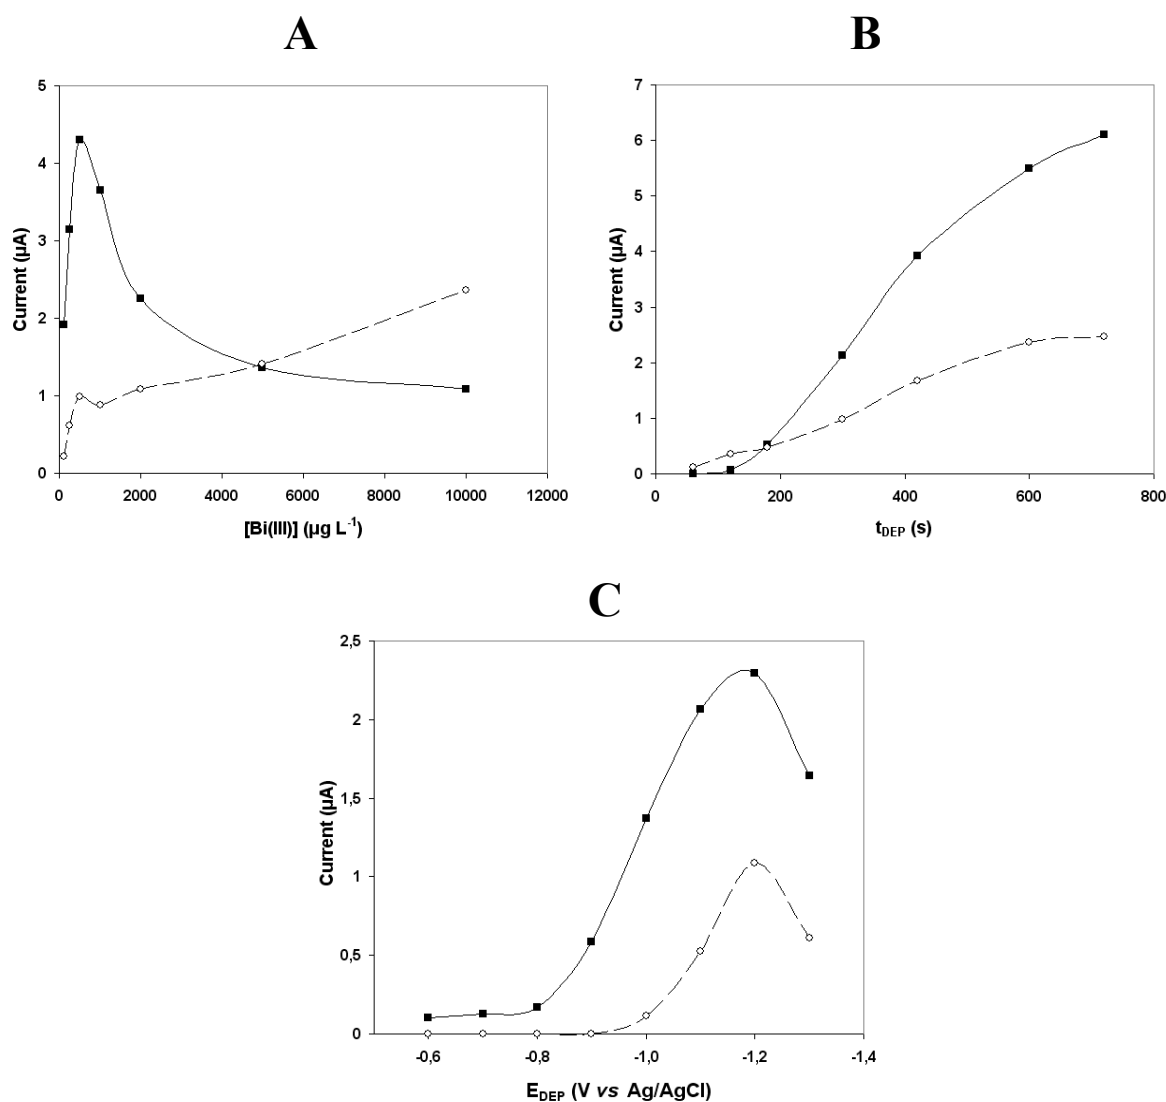 A
B
5
4
3
2
1
0
Current (µA)
0 2000 4000 6000 8000 10000 12000
[Bi(III)] (µg L⁻¹)
7
6
5
4
3
2
1
0
Current (µA)
0 200 400 600 800
t_DEP (s)
C
2,5
2
1,5
1
0,5
0
Current (µA)
-0,6 -0,8 -1,0 -1,2 -1,4
E_DEP (V vs Ag/AgCl)